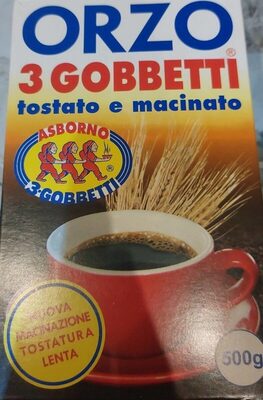 ORZO
3 GOBBETTI®
tostato e macinato
ASBORNO
®
3-GOBBETTI
NUOVA
MACINAZIONE
TOSTATURA
LENTA
500g